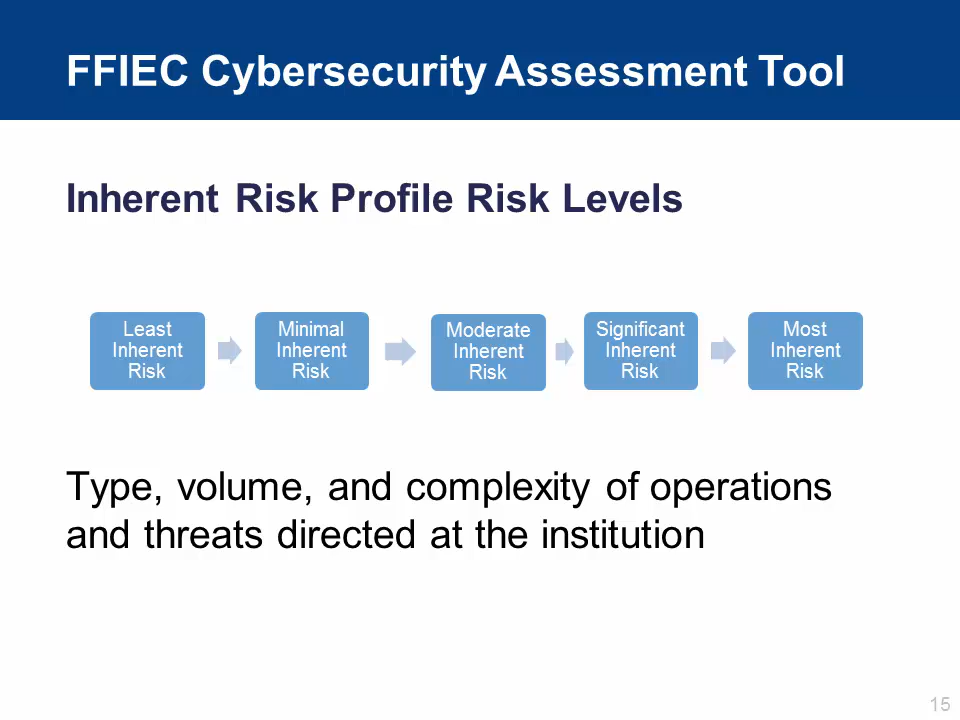 FFIEC Cybersecurity Assessment Tool
Inherent Risk Profile Risk Levels
Least
Inherent
Risk
Minimal
Inherent
Risk
Moderate
Inherent
Risk
Significant
Inherent
Risk
Most
Inherent
Risk
Type, volume, and complexity of operations
and threats directed at the institution
15